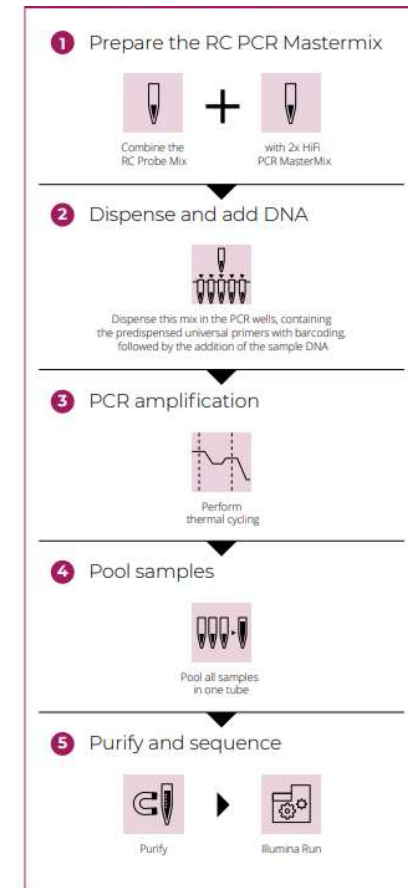 1 Prepare the RC PCR Mastermix
Combine the
RC Probe Mix
with 2x HiFi
PCR MasterMix
2 Dispense and add DNA
Dispense this mix in the PCR wells, containing
the predispensed universal primers with barcoding,
followed by the addition of the sample DNA
3 PCR amplification
Perform
thermal cycling
4 Pool samples
Pool all samples
in one tube
5 Purify and sequence
Purify
Illumina Run